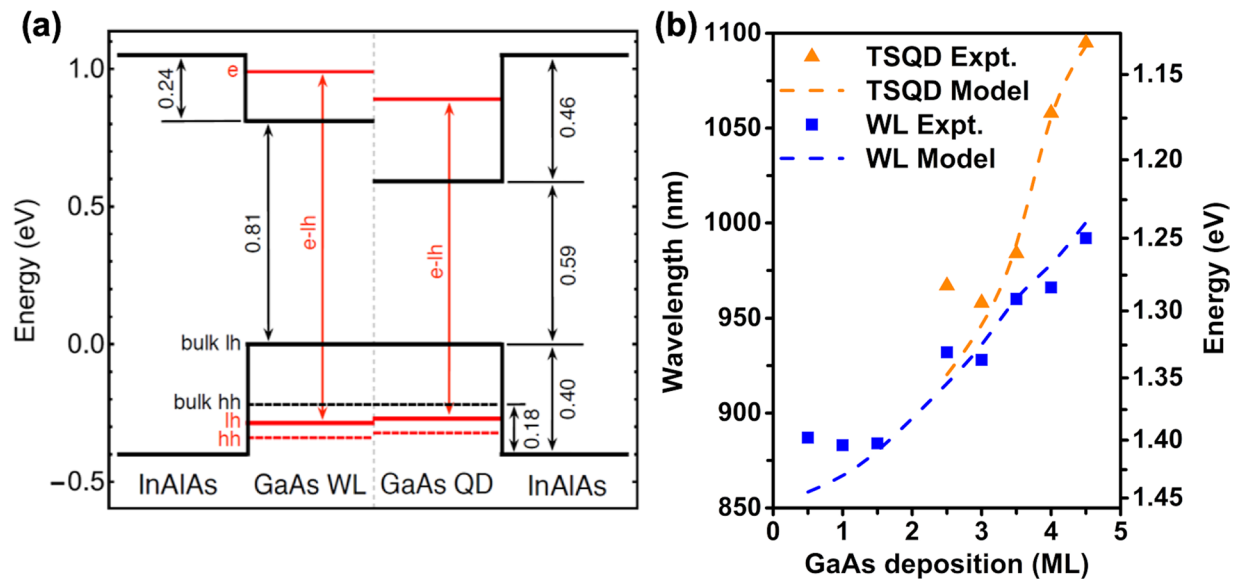 (a)
Energy (eV)
1.0
0.5
0.0
−0.5
0.24
e
0.81
e-lh
e-lh
0.46
0.59
0.40
0.18
bulk lh
bulk hh
lh
hh
InAlAs
GaAs WL
GaAs QD
InAlAs
(b)
Wavelength (nm)
1100
1050
1000
950
900
850
TSQD Expt.
TSQD Model
WL Expt.
WL Model
1.15
1.20
1.25
1.30
1.35
1.40
1.45
Energy (eV)
0 1 2 3 4 5
GaAs deposition (ML)